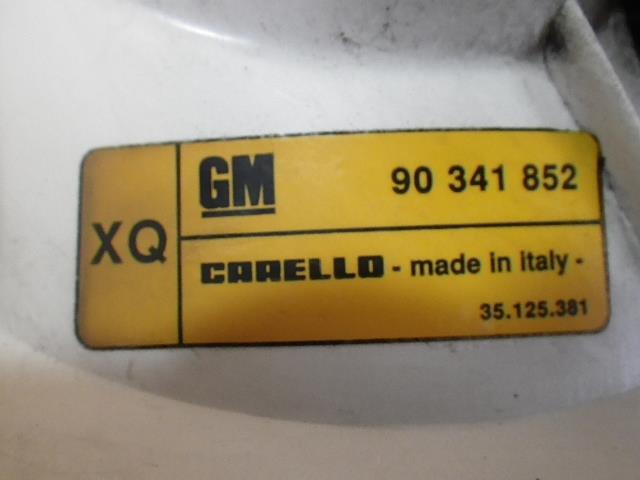 XQ
GM 90 341 852
CARELLO - made in italy -
35.125.381